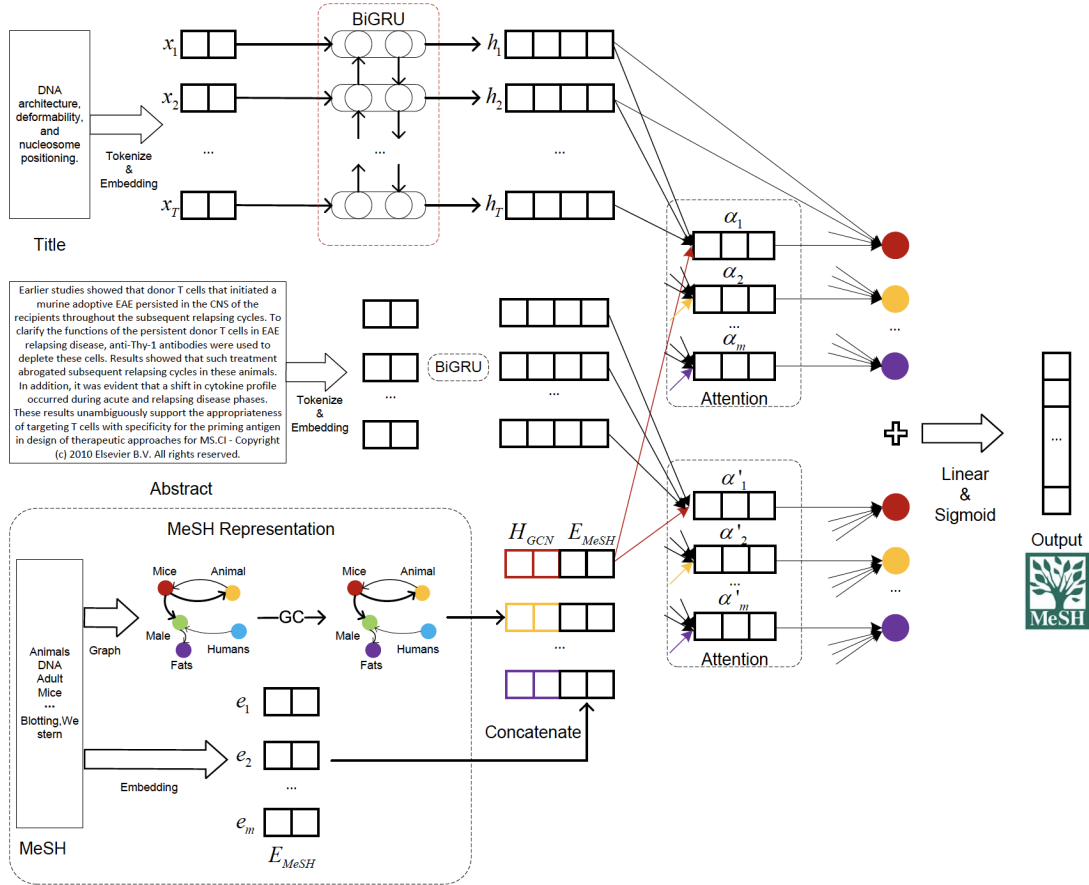 BiGRU
x1
h1
x2
h2
...
...
...
xT
hT
DNA
architecture,
deformability,
and
nucleosome
positioning.
Tokenize
&
Embedding
Title
α1
α2
...
αm
Attention
...
Earlier studies showed that donor T cells that initiated a
murine adoptive EAE persisted in the CNS of the
recipients throughout the subsequent relapsing cycles. To
clarify the functions of the persistent donor T cells in EAE
relapsing disease, anti-Thy-1 antibodies were used to
deplete these cells. Results showed that such treatment
abrogated subsequent relapsing cycles in these animals.
In addition, it was evident that a shift in cytokine profile
occurred during acute and relapsing disease phases.
These results unambiguously support the appropriateness
of targeting T cells with specificity for the priming antigen
in design of therapeutic approaches for MS.CI - Copyright
(c) 2010 Elsevier B.V. All rights reserved.
Tokenize
&
Embedding
BiGRU
...
...
Abstract
α'1
α'2
...
α'm
Attention
...
Linear
&
Sigmoid
...
Output
MeSH
MeSH Representation
Animals
DNA
Adult
Mice
...
Blotting,We
stern
MeSH
Graph
Mice
Animal
Male
Humans
Fats
GC
Mice
Animal
Male
Humans
Fats
HGCN
EMeSH
...
Concatenate
Embedding
e1
e2
...
em
EMeSH